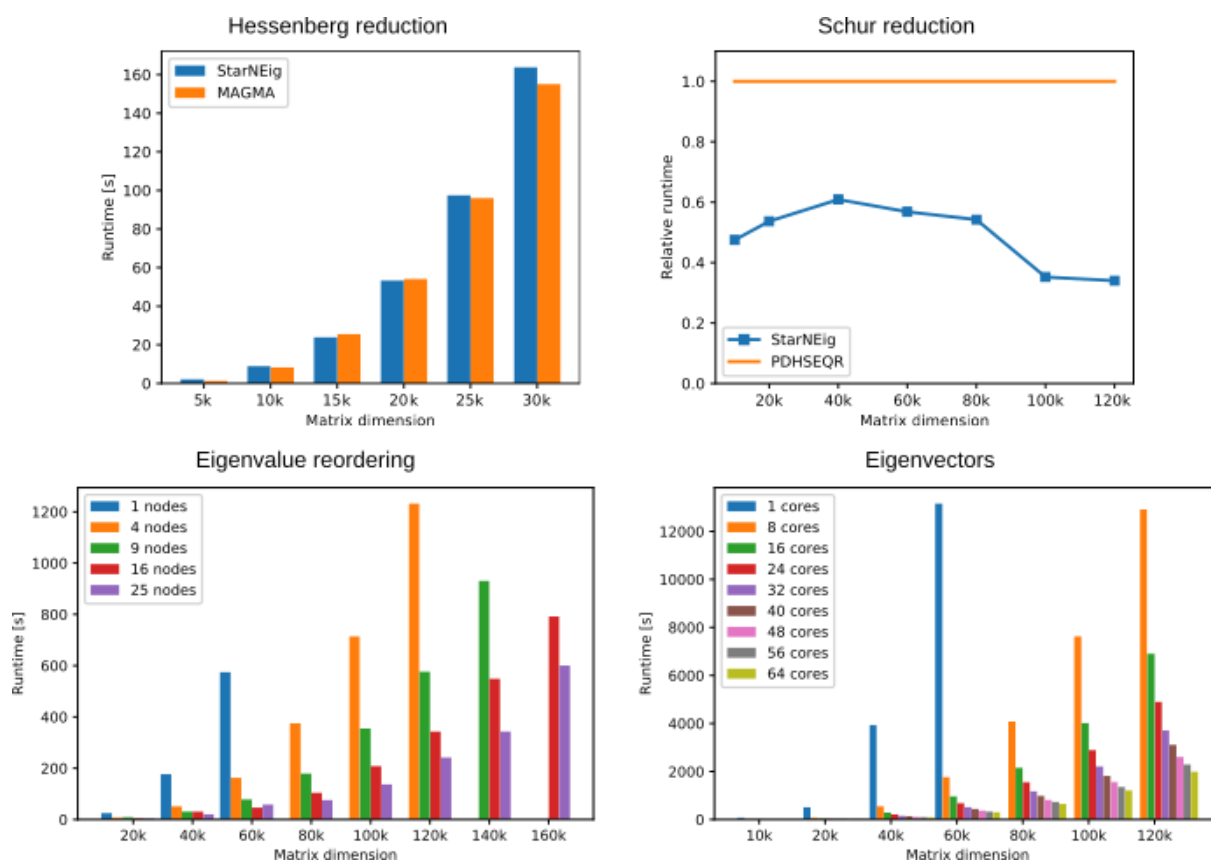 Hessenberg reduction
StarNEig
MAGMA
Runtime [s]
160
140
120
100
80
60
40
20
0
5k 10k 15k 20k 25k 30k
Matrix dimension
Schur reduction
Relative runtime
1.0
0.8
0.6
0.4
0.2
0.0
StarNEig
PDHSEQR
20k 40k 60k 80k 100k 120k
Matrix dimension
Eigenvalue reordering
1 nodes
4 nodes
9 nodes
16 nodes
25 nodes
Runtime [s]
1200
1000
800
600
400
200
0
20k 40k 60k 80k 100k 120k 140k 160k
Matrix dimension
Eigenvectors
1 cores
8 cores
16 cores
24 cores
32 cores
40 cores
48 cores
56 cores
64 cores
Runtime [s]
12000
10000
8000
6000
4000
2000
0
10k 20k 40k 60k 80k 100k 120k
Matrix dimension